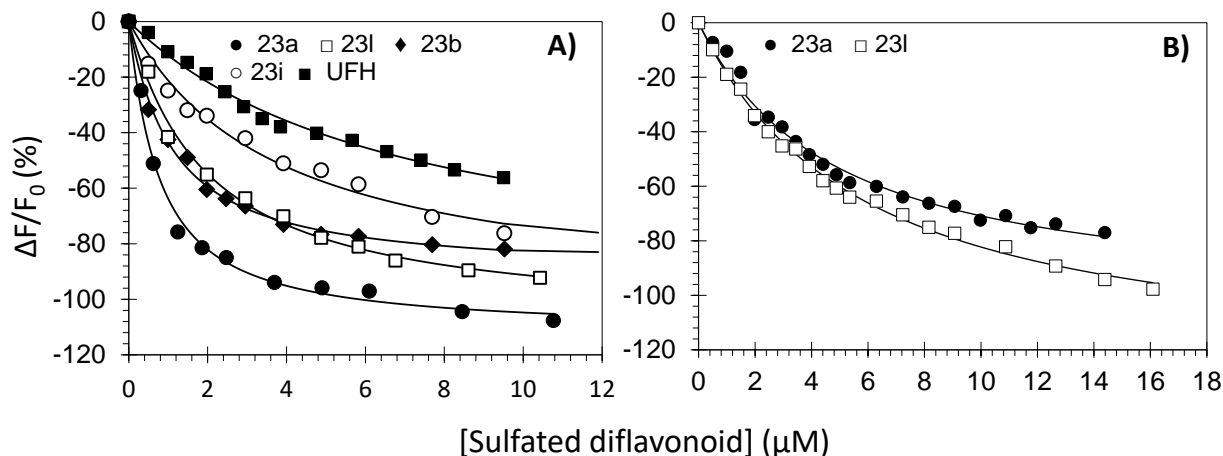 A)
● 23a □ 23l ◆ 23b
○ 23i ■ UFH
0
-20
-40
-60
-80
-100
-120
0 2 4 6 8 10 12
ΔF/F₀ (%)
B)
● 23a □ 23l
0
-20
-40
-60
-80
-100
-120
0 2 4 6 8 10 12 14 16 18
[Sulfated diflavonoid] (μM)